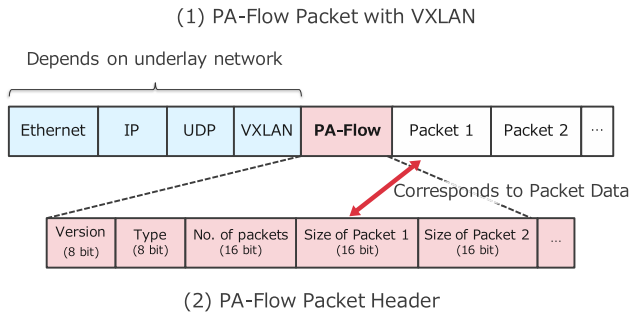 (1) PA-Flow Packet with VXLAN
Depends on underlay network
Ethernet IP UDP VXLAN PA-Flow Packet 1 Packet 2 ...
Corresponds to Packet Data
Version Type No. of packets Size of Packet 1 Size of Packet 2 ...
(8 bit) (8 bit) (16 bit) (16 bit) (16 bit)
(2) PA-Flow Packet Header